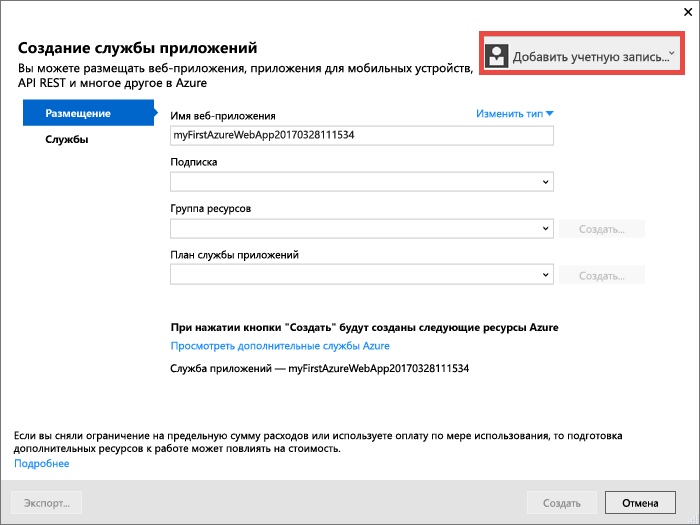 Создание службы приложений
Добавить учетную запись...
Вы можете размещать веб-приложения, приложения для мобильных устройств,
API REST и многое другое в Azure
Размещение
Службы
Имя веб-приложения
Изменить тип
myFirstAzureWebApp20170328111534
Подписка
Группа ресурсов
Создать...
План службы приложений
Создать...
При нажатии кнопки "Создать" будут созданы следующие ресурсы Azure
Просмотреть дополнительные службы Azure
Служба приложений — myFirstAzureWebApp20170328111534
Если вы сняли ограничение на предельную сумму расходов или используете оплату по мере использования, то подготовка
дополнительных ресурсов к работе может повлиять на стоимость.
Подробнее
Экспорт...
Создать
Отмена